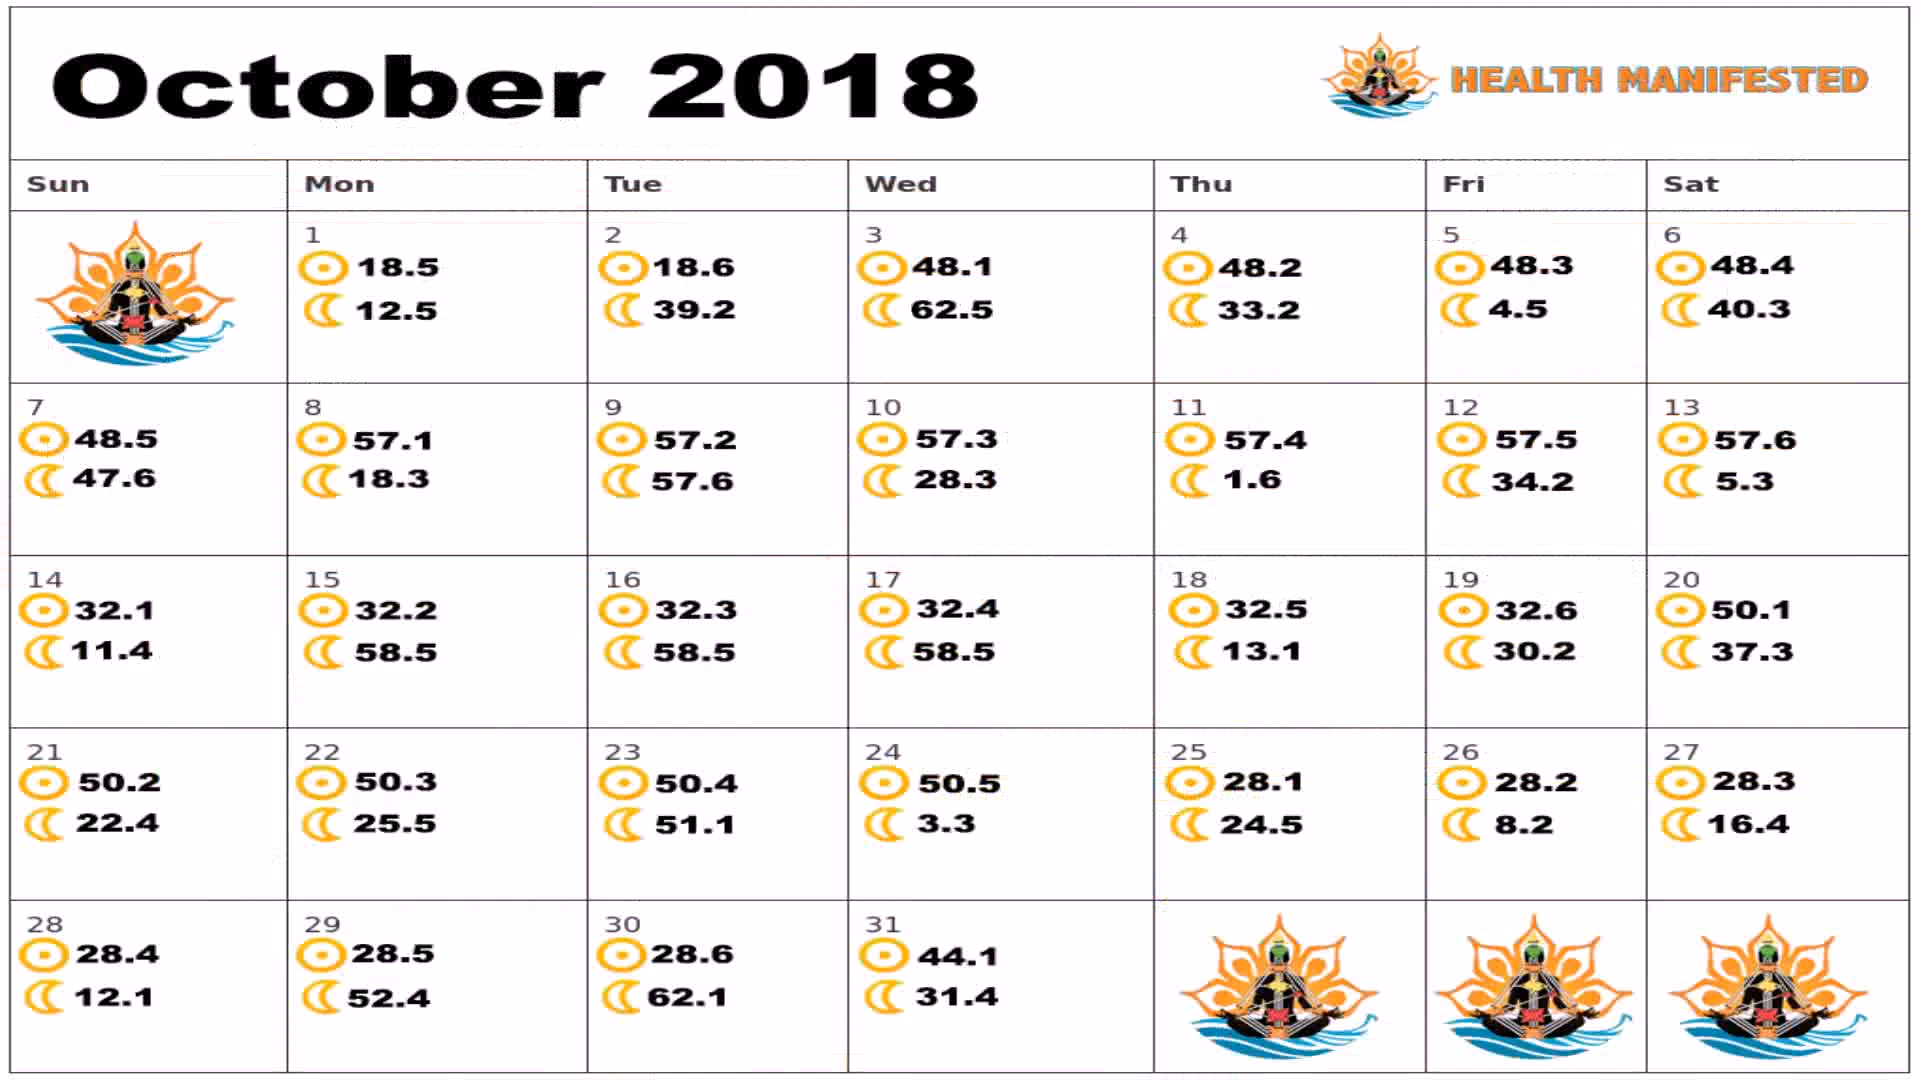 October 2018
HEALTH MANIFESTED
Sun Mon Tue Wed Thu Fri Sat
1 2 3 4 5 6
18.5 18.6 48.1 48.2 48.3 48.4
12.5 39.2 62.5 33.2 4.5 40.3
7 8 9 10 11 12 13
48.5 57.1 57.2 57.3 57.4 57.5 57.6
47.6 18.3 57.6 28.3 1.6 34.2 5.3
14 15 16 17 18 19 20
32.1 32.2 32.3 32.4 32.5 32.6 50.1
11.4 58.5 58.5 58.5 13.1 30.2 37.3
21 22 23 24 25 26 27
50.2 50.3 50.4 50.5 28.1 28.2 28.3
22.4 25.5 51.1 3.3 24.5 8.2 16.4
28 29 30 31
28.4 28.5 28.6 44.1
12.1 52.4 62.1 31.4